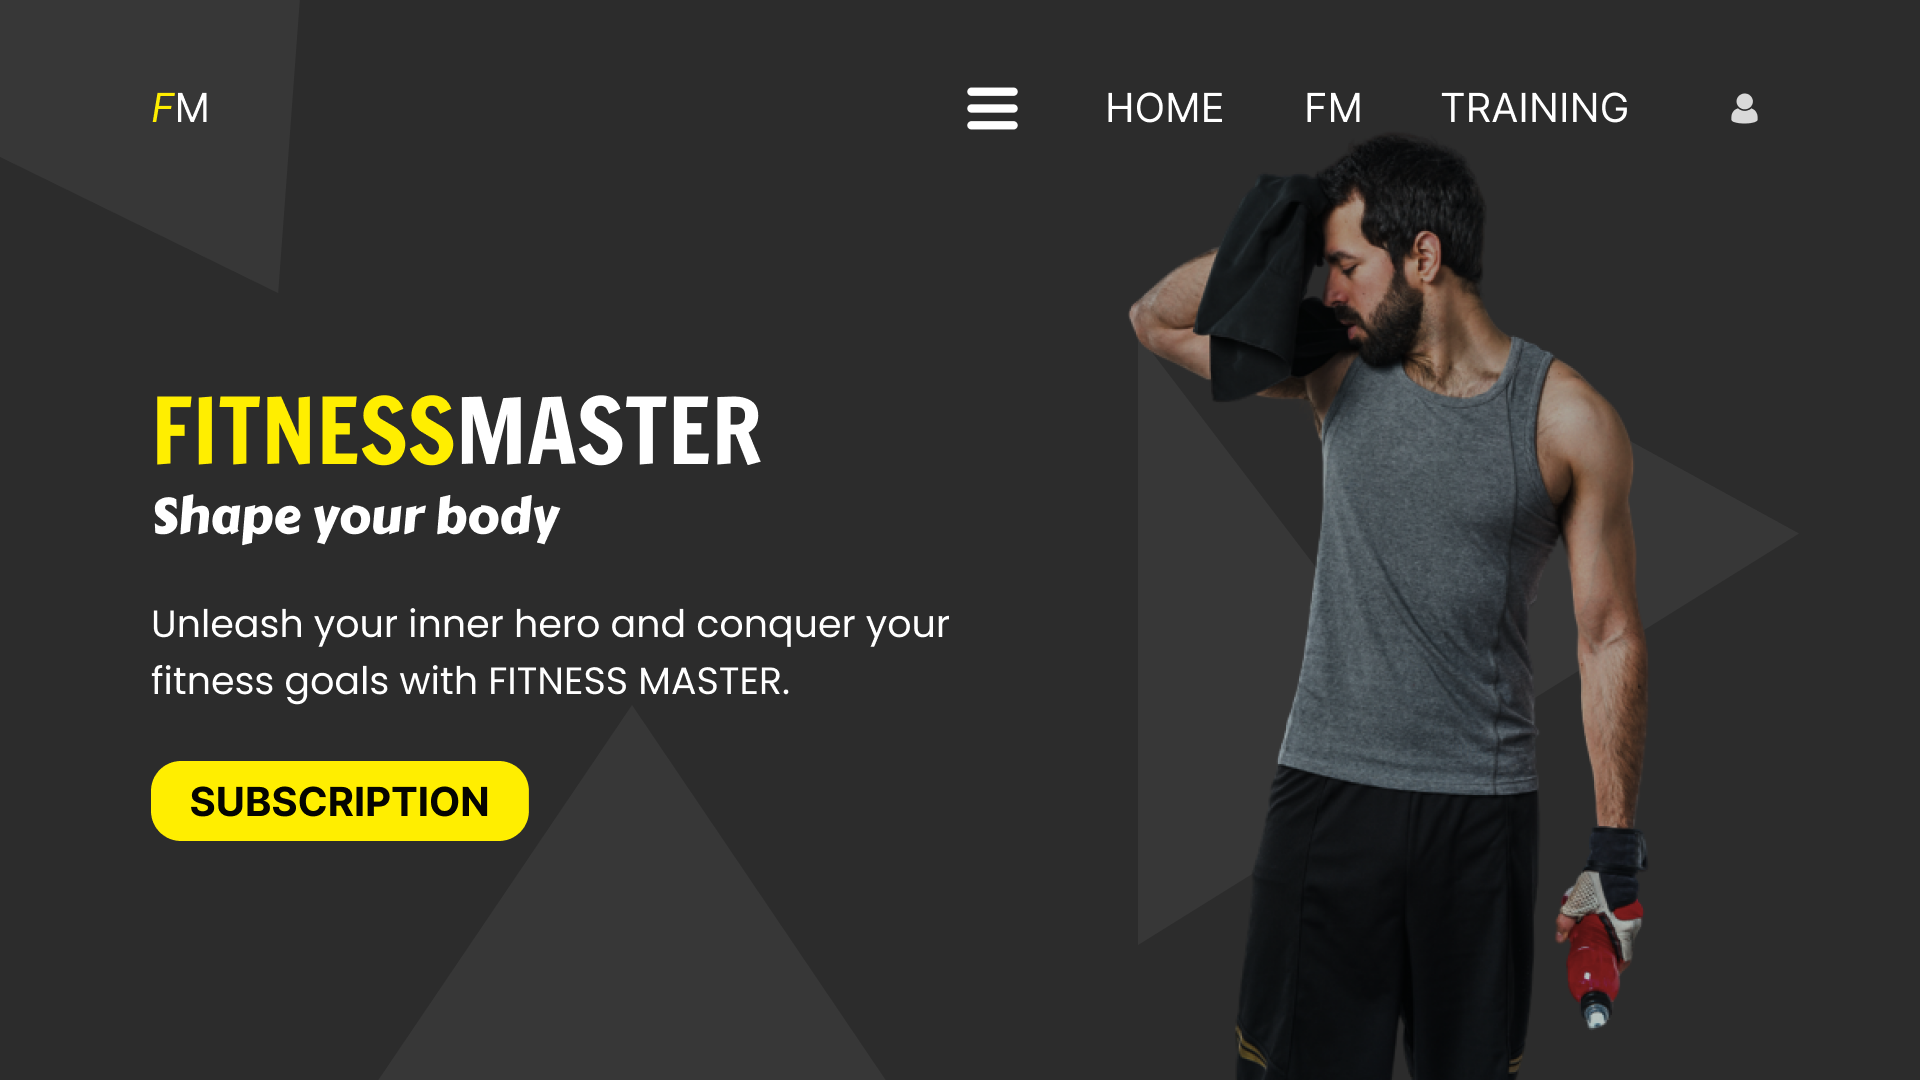 FM
HOME
FM
TRAINING
FITNESSMASTER
Shape your body
Unleash your inner hero and conquer your
fitness goals with FITNESS MASTER.
SUBSCRIPTION